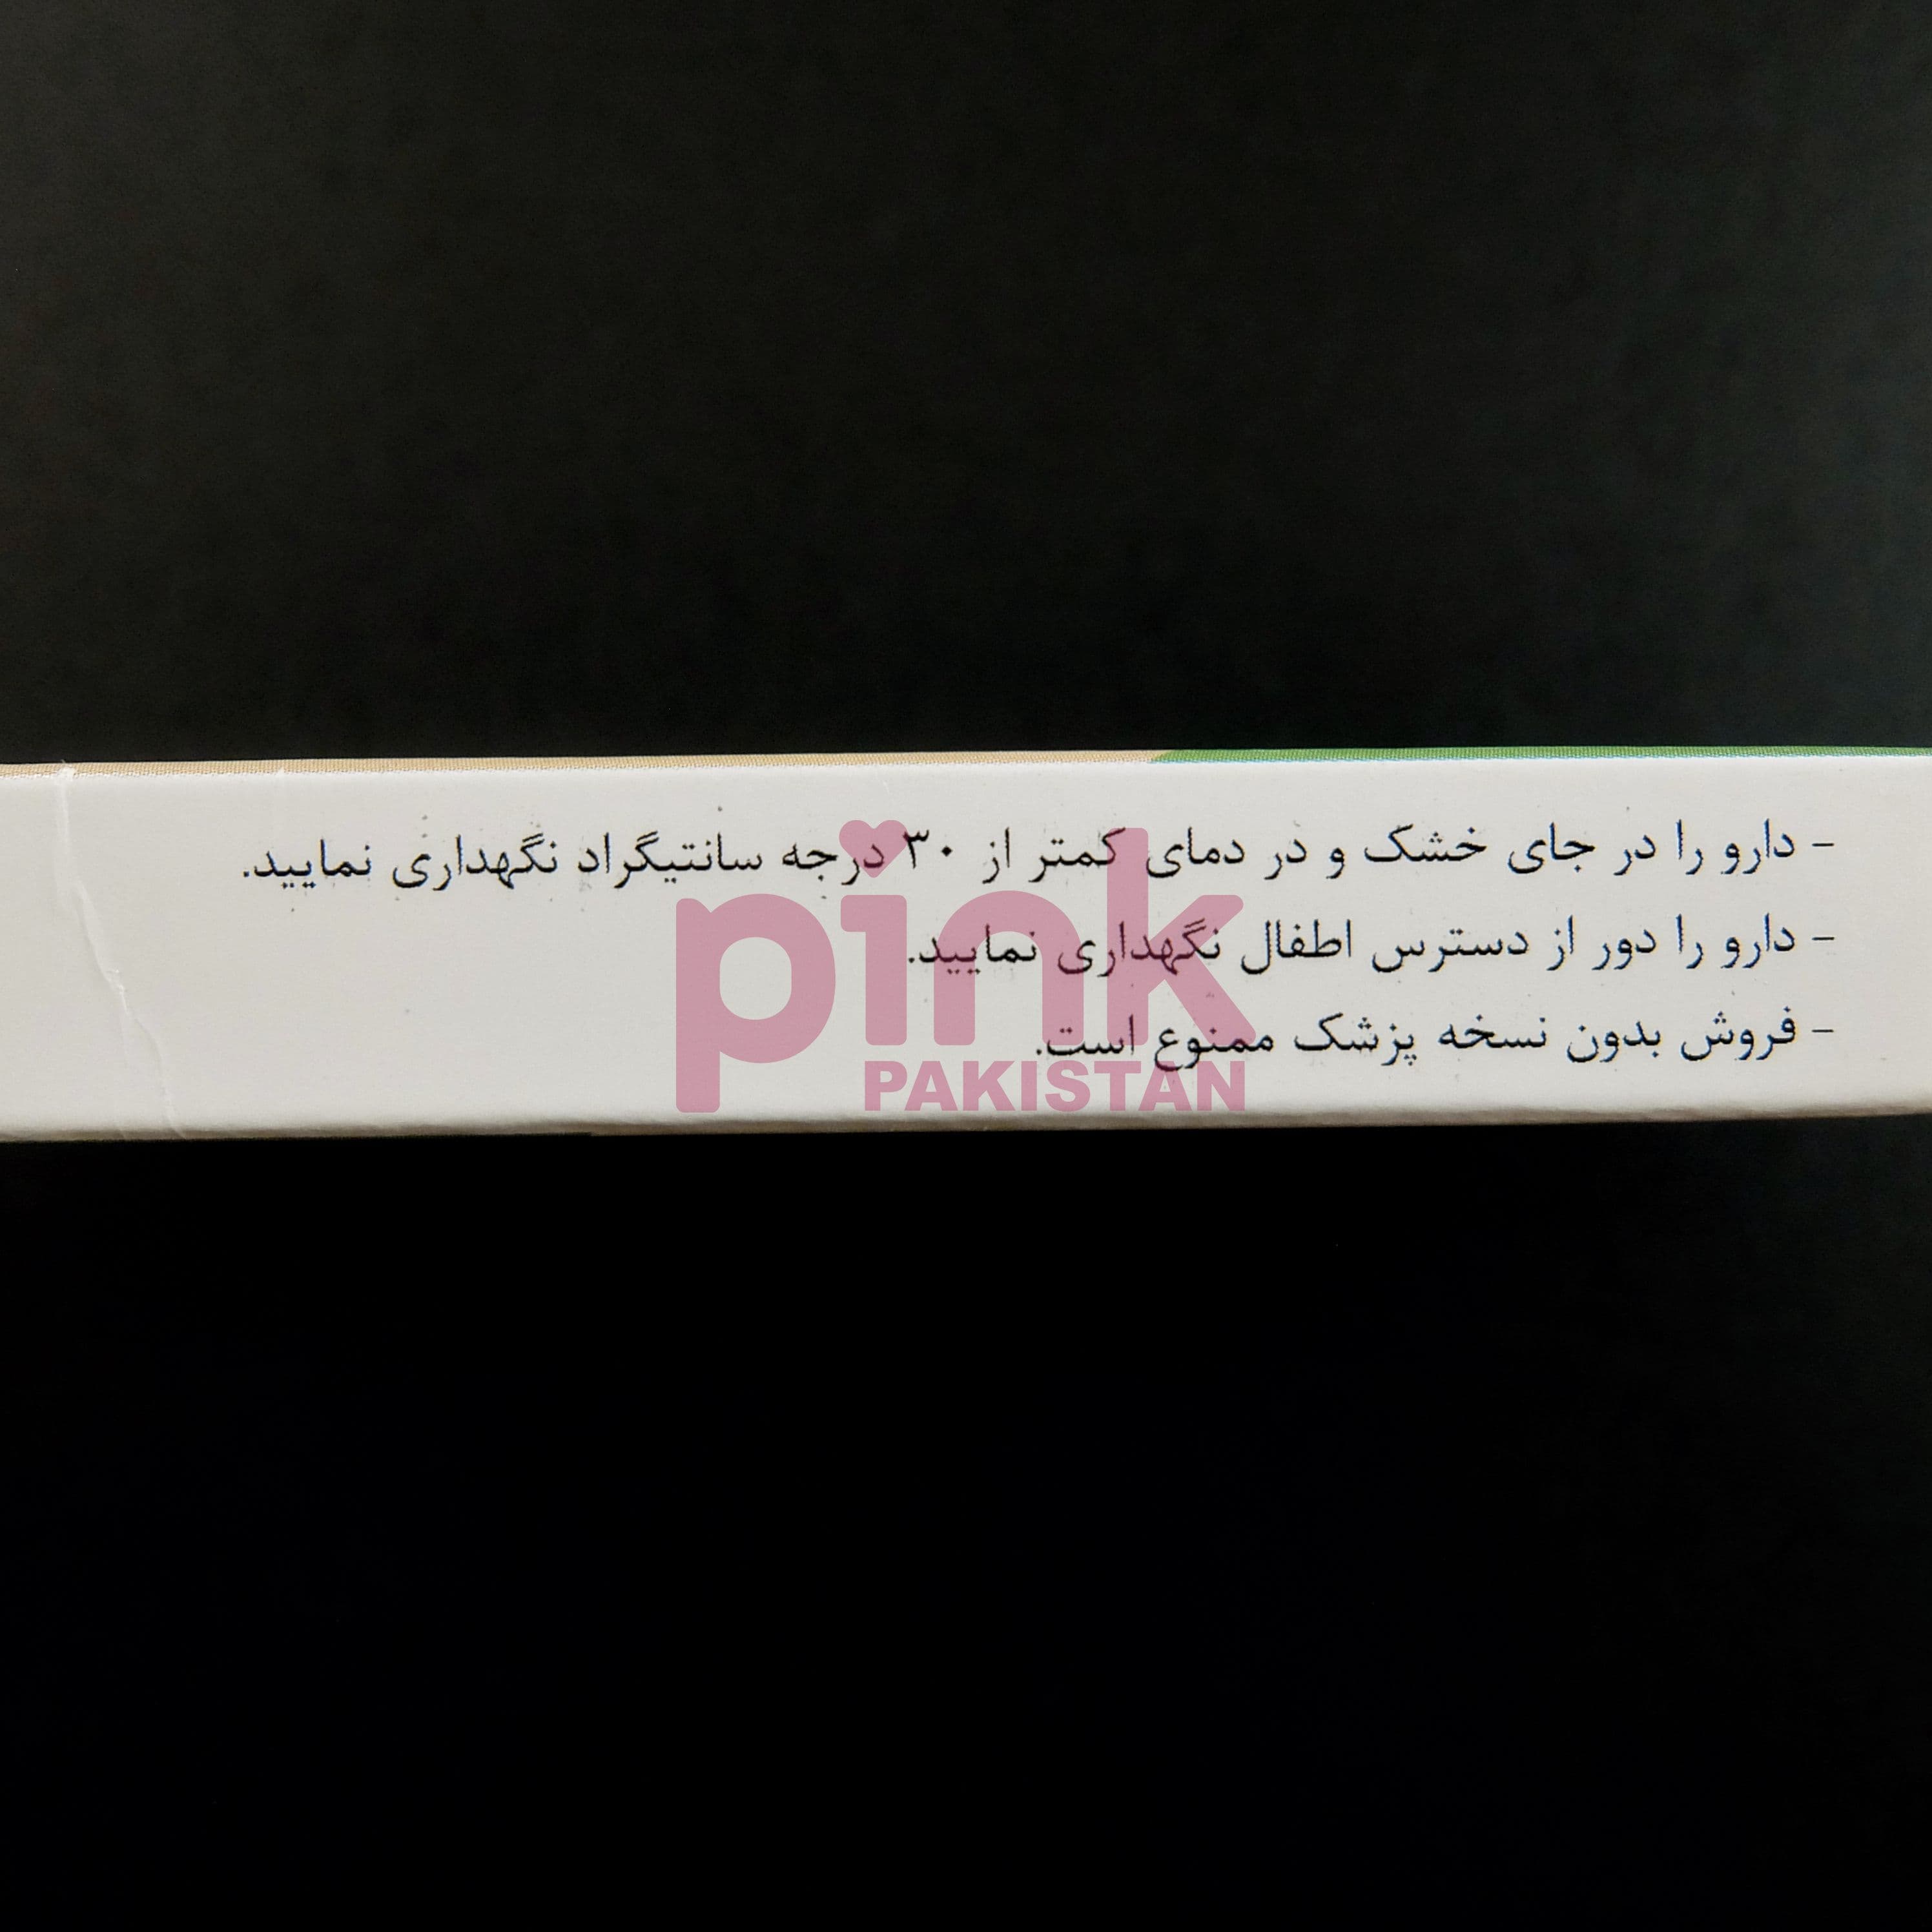 - دارو را در جای خشک و در دمای کمتر از ۳۰ درجه سانتیگراد نگهداری نمایید.
- دارو را دور از دسترس اطفال نگهداری نمایید.
- فروش بدون نسخه پزشک ممنوع است.
pink
PAKISTAN